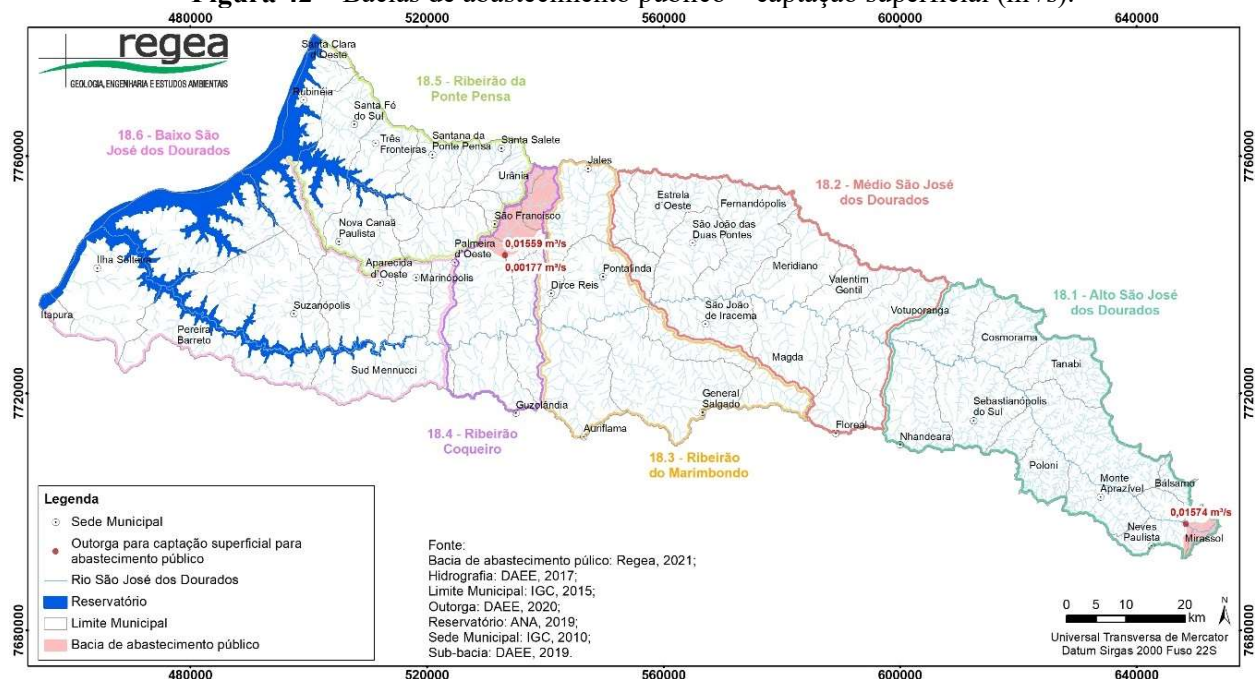 Figura 42 – Bacias de abastecimento público – captação superficial (m³/s).
480000
520000
560000
600000
640000
regea
GEOLOGIA, ENGENHARIA E ESTUDOS AMBIENTAIS
7760000
7720000
7680000
7760000
7720000
7680000
Santa Clara
d'Oeste
Rubinéia
Santa Fé
do Sul
Três
Fronteiras
Santana da
Ponte Pensa
Santa Salete
Urânia
18.5 - Ribeirão da
Ponte Pensa
18.6 - Baixo São
José dos Dourados
Jales
São Francisco
Nova Canaã
Paulista
Palmeira
d'Oeste
0,01559 m³/s
0,00177 m³/s
Aparecida
d'Oeste
Marinópolis
Dirce Reis
Pontalinda
Ilha Solteira
Suzanópolis
Itapura
Pereira
Barreto
Sud Mennucci
Guzolândia
18.4 - Ribeirão
Coqueiro
Auriflama
General
Salgado
18.3 - Ribeirão
do Marimbondo
Estrela
d'Oeste
Fernandópolis
São João das
Duas Pontes
Meridiano
Valentim
Gentil
18.2 - Médio São José
dos Dourados
São João
de Iracema
Votuporanga
Magda
Floreal
18.1 - Alto São José
dos Dourados
Cosmorama
Tanabi
Sebastianópolis
do Sul
Nhandeara
Poloni
Monte
Aprazível
Bálsamo
0,01574 m³/s
Neves
Paulista
Mirassol
Legenda
Sede Municipal
Outorga para captação superficial para
abastecimento público
Rio São José dos Dourados
Reservatório
Limite Municipal
Bacia de abastecimento público
Fonte:
Bacia de abastecimento púlico: Regea, 2021;
Hidrografia: DAEE, 2017;
Limite Municipal: IGC, 2015;
Outorga: DAEE, 2020;
Reservatório: ANA, 2019;
Sede Municipal: IGC, 2010;
Sub-bacia: DAEE, 2019.
0 5 10 20
km
N
Universal Transversa de Mercator
Datum Sirgas 2000 Fuso 22S
480000
520000
560000
600000
640000